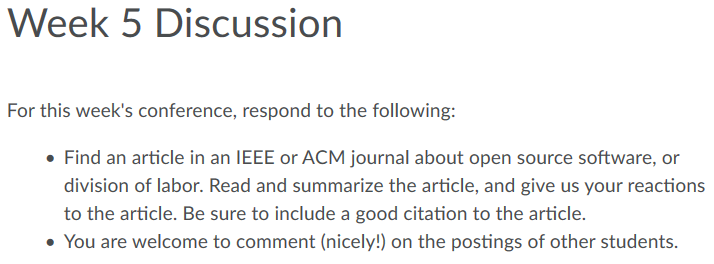 Week 5 Discussion
For this week's conference, respond to the following:
• Find an article in an IEEE or ACM journal about open source software, or
division of labor. Read and summarize the article, and give us your reactions
to the article. Be sure to include a good citation to the article.
• You are welcome to comment (nicely!) on the postings of other students.